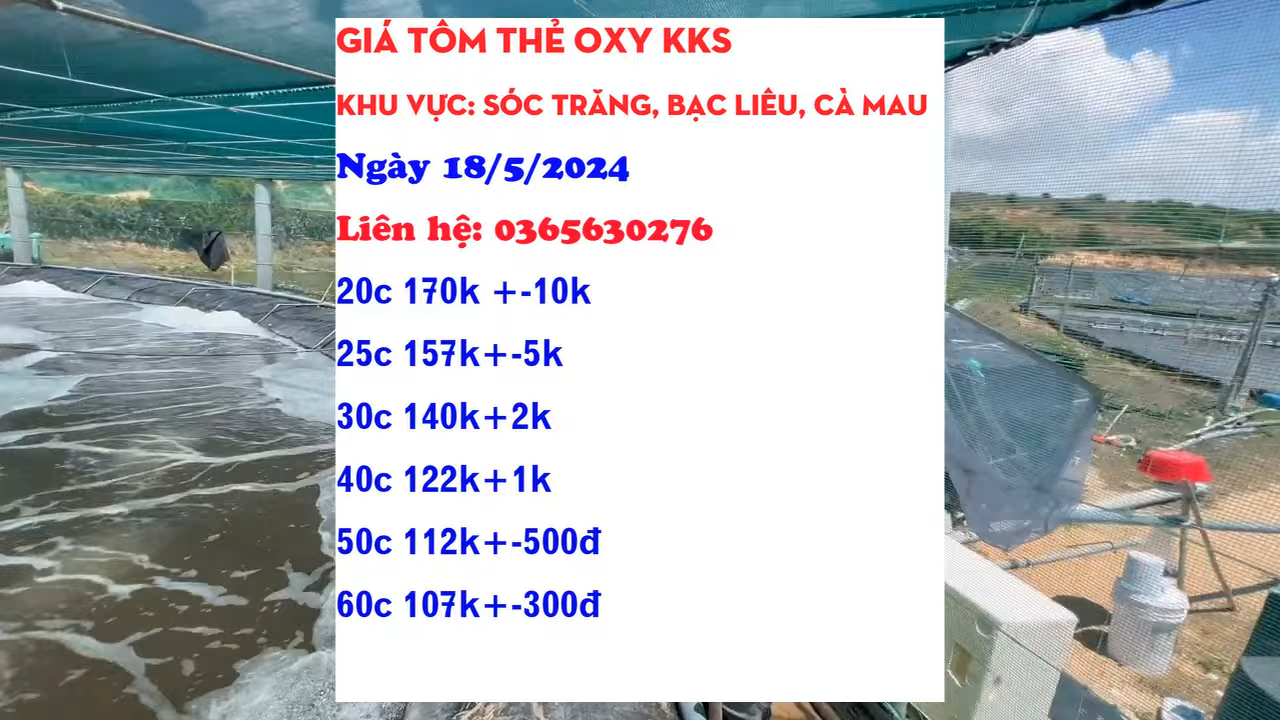 GIÁ TÔM THẺ OXY KKS
KHU VỰC: SÓC TRĂNG, BẠC LIÊU, CÀ MAU
Ngày 18/5/2024
Liên hệ: 0365630276
20c 170k +-10k
25c 157k+-5k
30c 140k+2k
40c 122k+1k
50c 112k+-500đ
60c 107k+-300đ